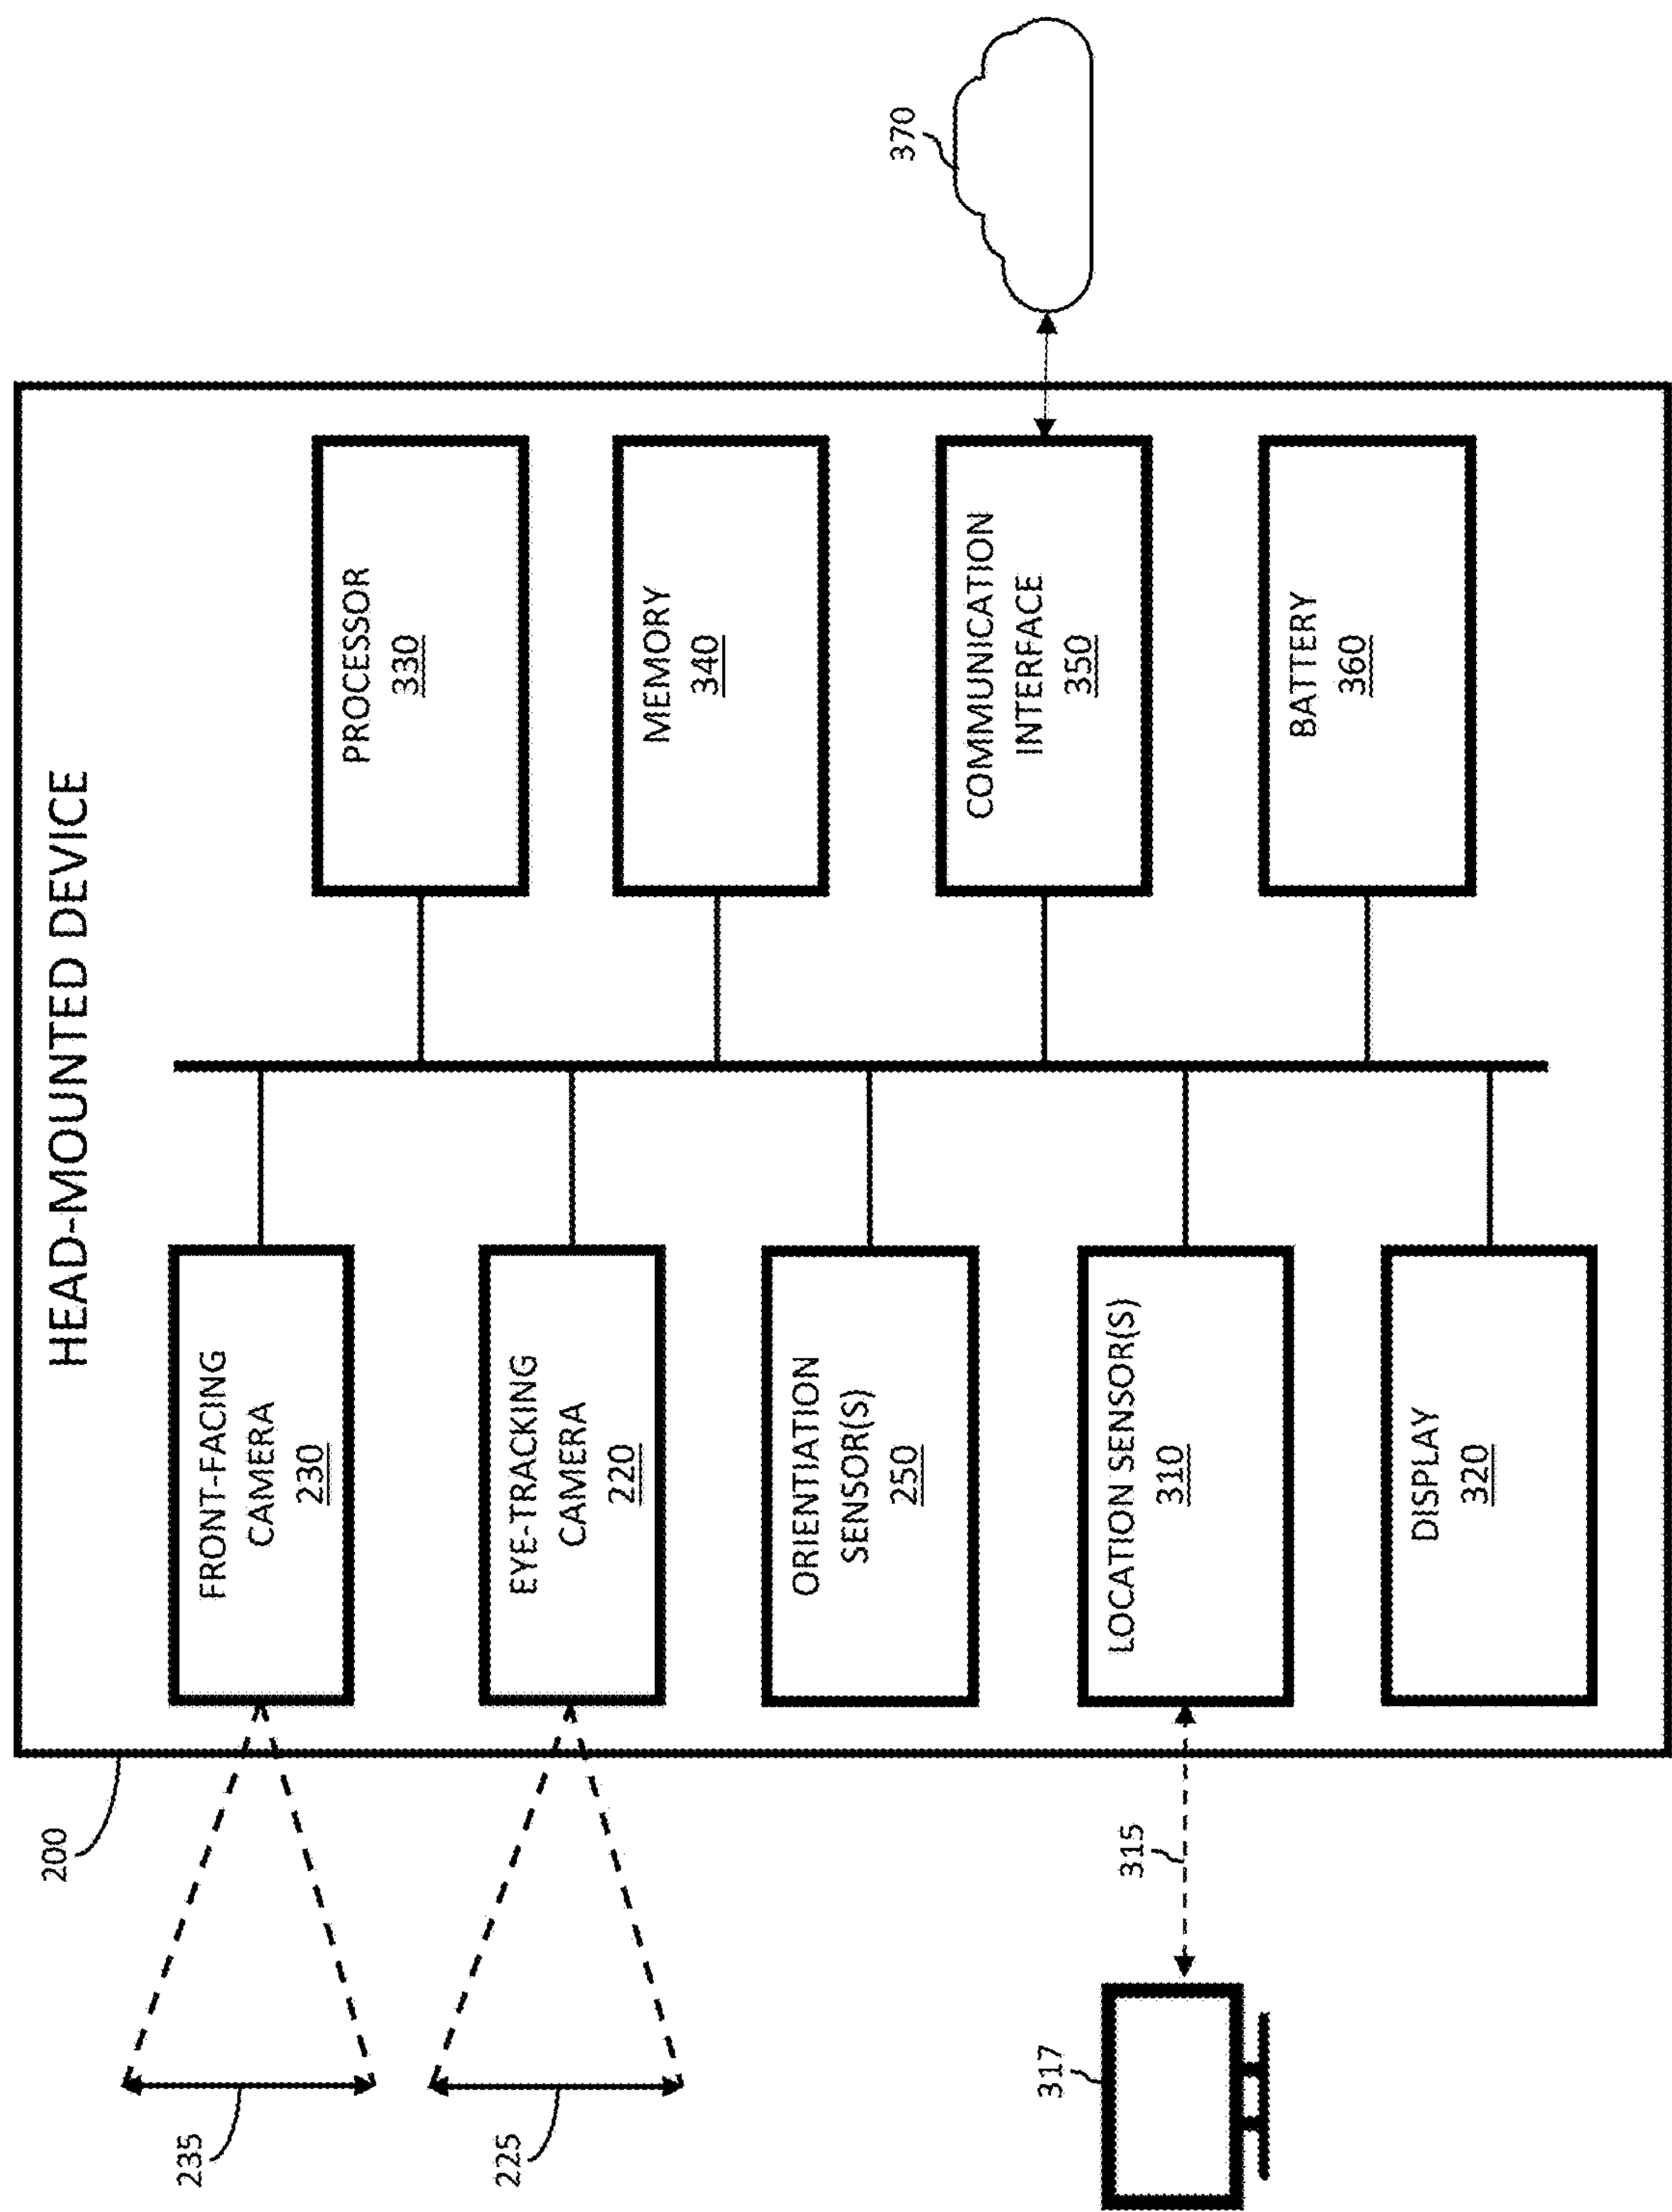 HEAD-MOUNTED DEVICE
200
235
FRONT-FACING
CAMERA
230
225
EYE-TRACKING
CAMERA
220
ORIENTIATION
SENSOR(S)
250
317
315
LOCATION SENSOR(S)
310
DISPLAY
320
PROCESSOR
330
MEMORY
340
COMMUNICATION
INTERFACE
350
370
BATTERY
360